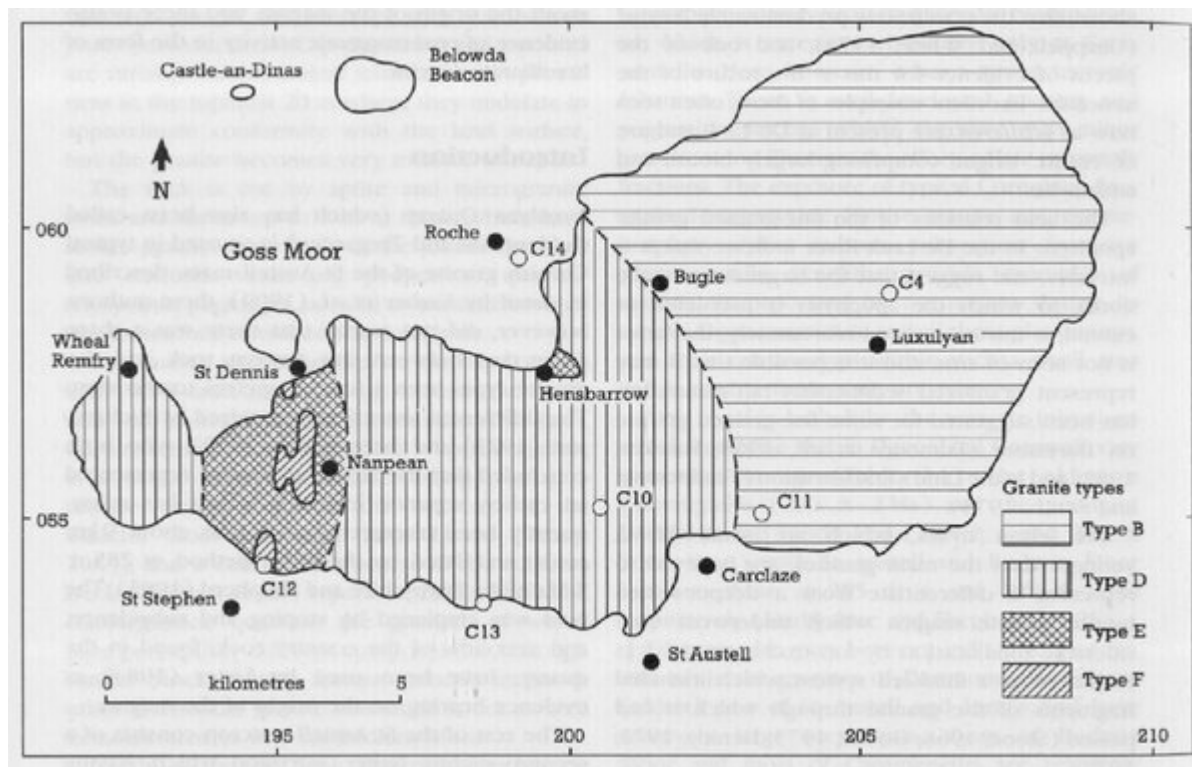 Castle-an-Dinas
Belowda
Beacon
N
060
Roche
C14
Goss Moor
Bugle
C4
Wheal
Remfry
Luxulyan
St Dennis
Hensbarrow
Nanpean
C10
C11
Granite types
055
Type B
Carclaze
Type D
C12
St Stephen
C13
Type E
St Austell
0
kilometres
5
Type F
195
200
205
210